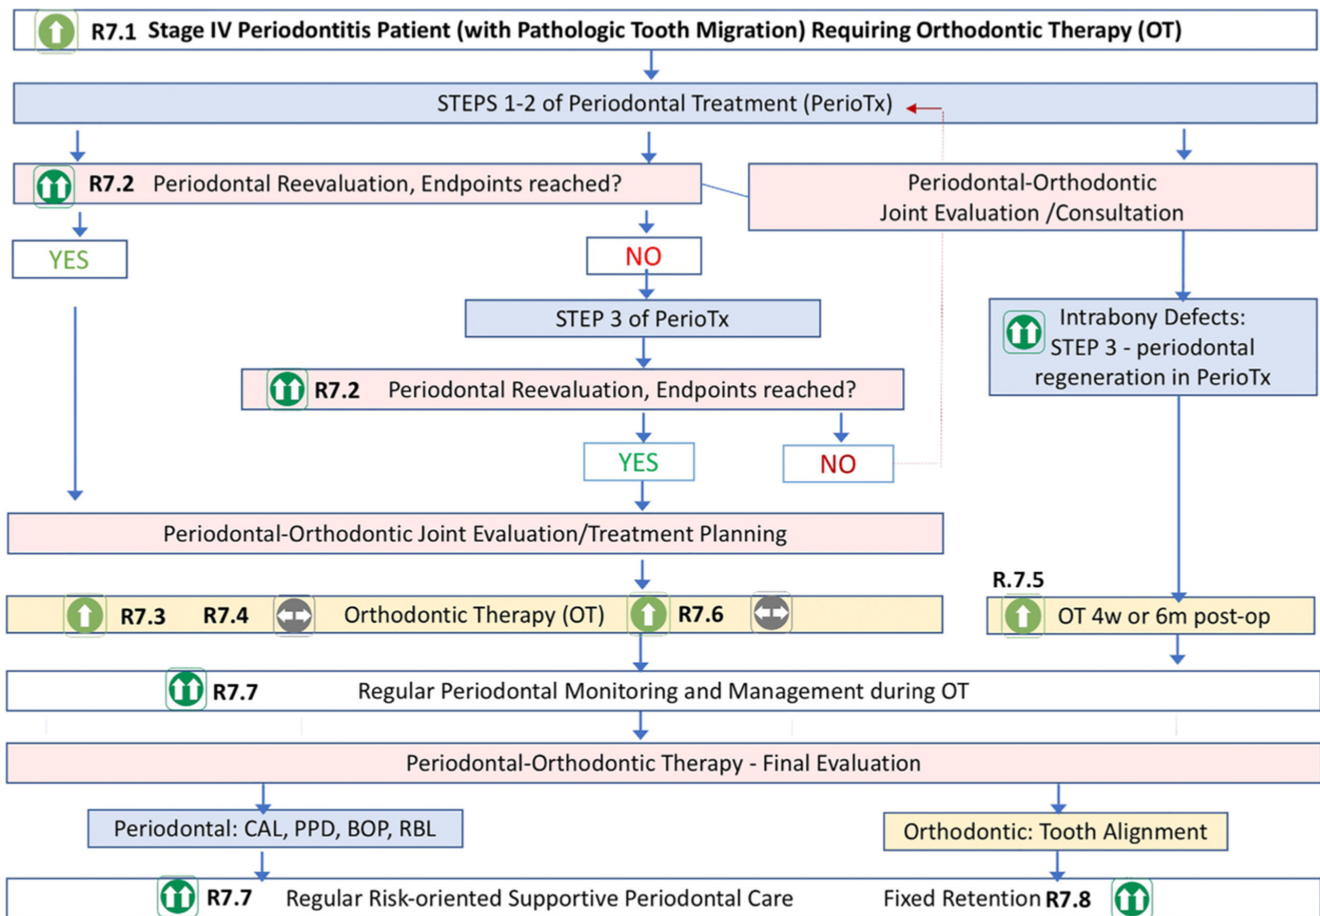 R7.1 Stage IV Periodontitis Patient (with Pathologic Tooth Migration) Requiring Orthodontic Therapy (OT)
STEPS 1-2 of Periodontal Treatment (PerioTx)
R7.2 Periodontal Reevaluation, Endpoints reached?
Periodontal-Orthodontic
Joint Evaluation /Consultation
YES
NO
STEP 3 of PerioTx
Intrabony Defects:
STEP 3 - periodontal
regeneration in PerioTx
R7.2 Periodontal Reevaluation, Endpoints reached?
YES
NO
Periodontal-Orthodontic Joint Evaluation/Treatment Planning
R7.3 R7.4 Orthodontic Therapy (OT) R7.6
R.7.5
OT 4w or 6m post-op
R7.7 Regular Periodontal Monitoring and Management during OT
Periodontal-Orthodontic Therapy - Final Evaluation
Periodontal: CAL, PPD, BOP, RBL
Orthodontic: Tooth Alignment
R7.7 Regular Risk-oriented Supportive Periodontal Care
Fixed Retention R7.8